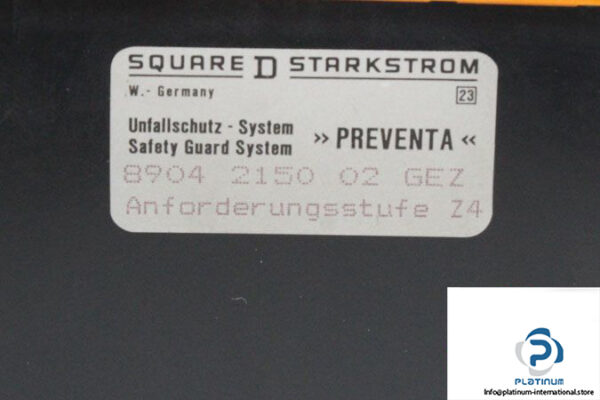 SQUARE D STARKSTROM
W.- Germany
23
Unfallschutz - System
Safety Guard System
» PREVENTA «
8904 2150 02 GEZ
Anforderungsstufe Z4
PLATINUM
info@platinum-international.store